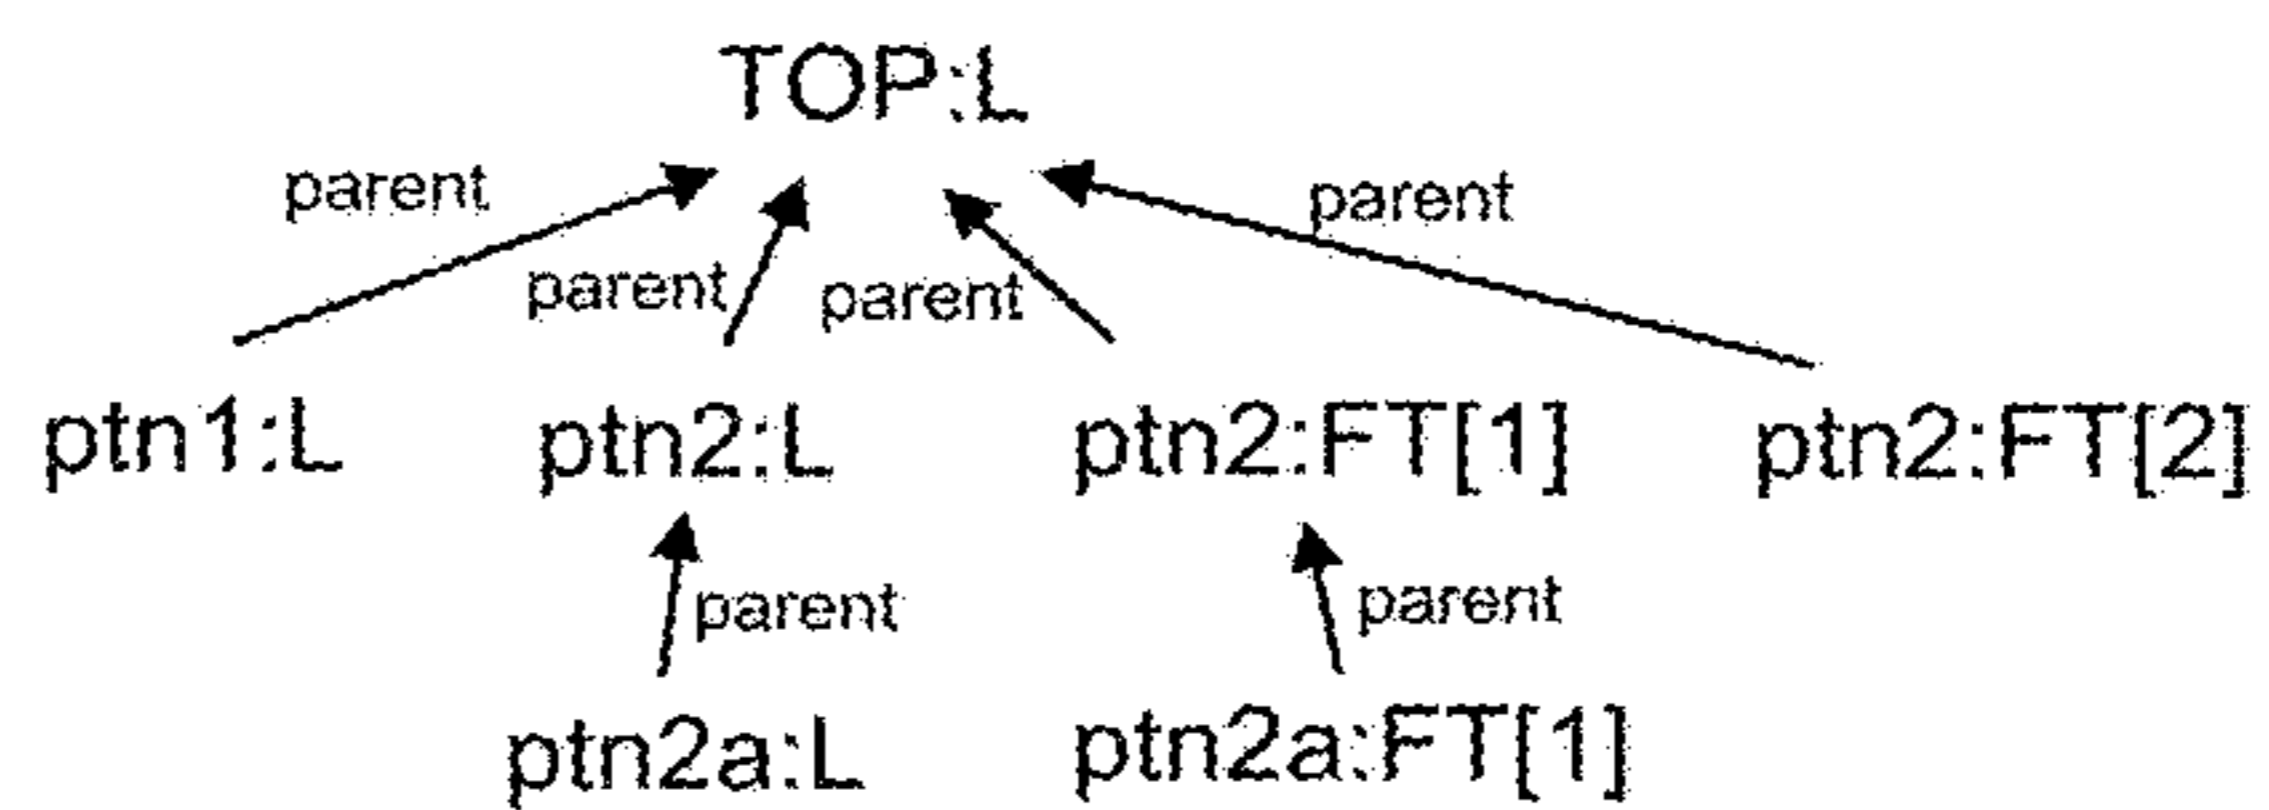 TOP:L
parent parent
parent parent
ptn1:L ptn2:L ptn2:FT[1] ptn2:FT[2]
parent parent
ptn2a:L ptn2a:FT[1]